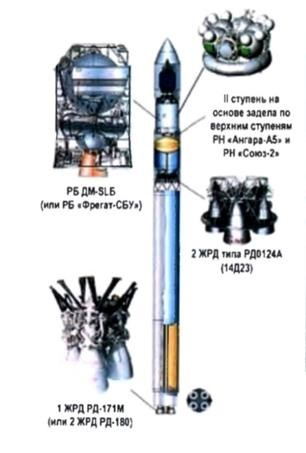 II ступень на
основе задела по
верхним ступеням
РН «Ангара-А5» и
РН «Союз-2»
РБ ДМ-SLБ
(или РБ «Фрегат-СБУ»)
2 ЖРД типа РД0124А
(14Д23)
1 ЖРД РД-171М
(или 2 ЖРД РД-180)